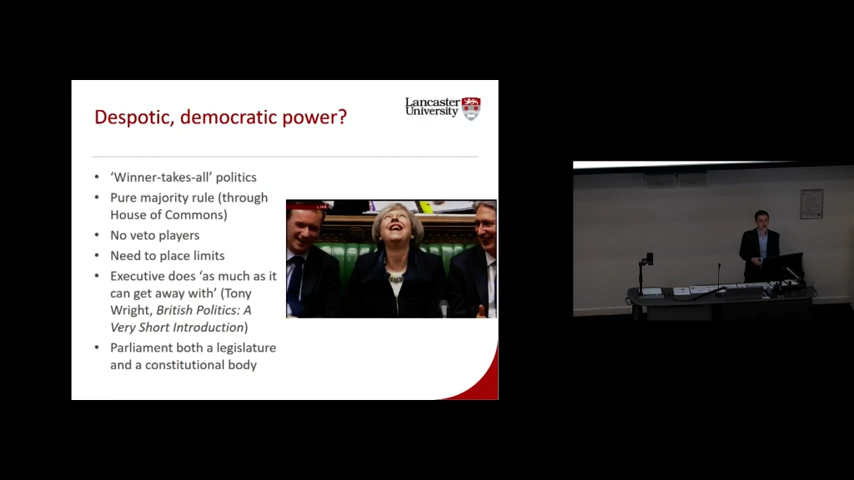 Despotic, democratic power?
Lancaster
University
• 'Winner-takes-all' politics
• Pure majority rule (through
House of Commons)
• No veto players
• Need to place limits
• Executive does 'as much as it
can get away with' (Tony
Wright, British Politics: A
Very Short Introduction)
• Parliament both a legislature
and a constitutional body